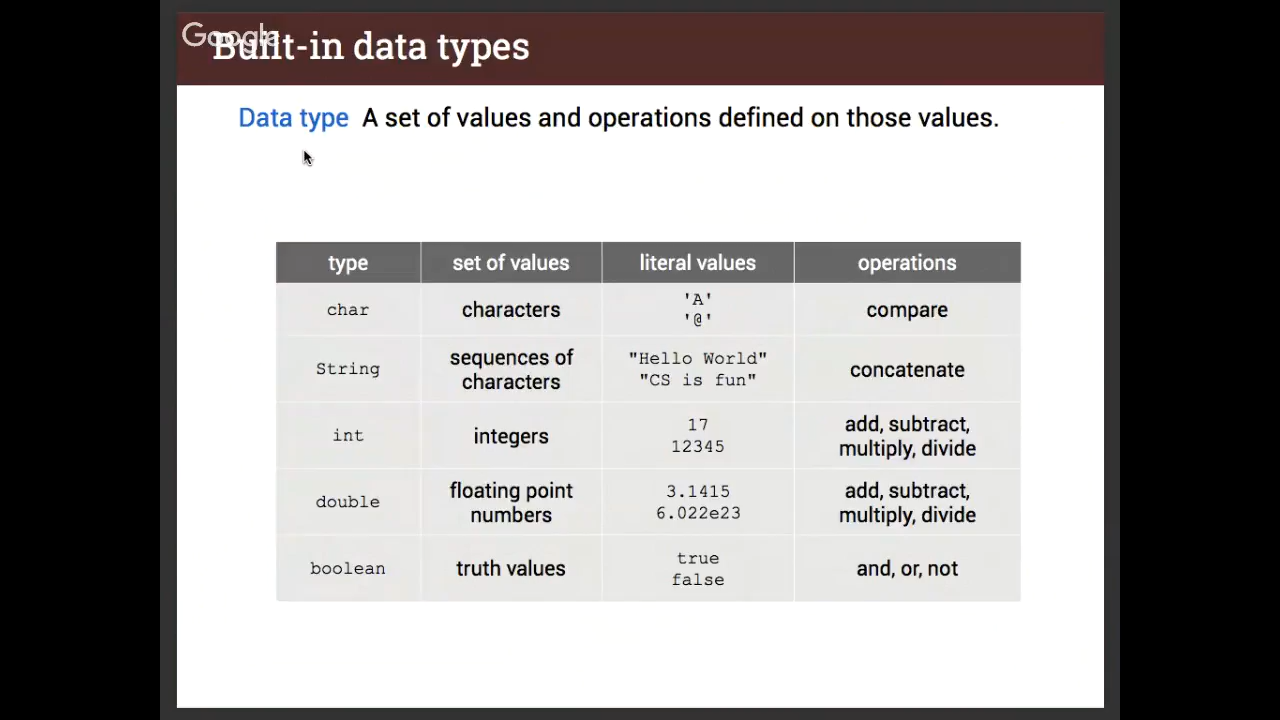 Google
Built-in data types
Data type A set of values and operations defined on those values.
type set of values literal values operations
char characters 'A' '@' compare
String sequences of characters "Hello World" "CS is fun" concatenate
int integers 17 12345 add, subtract, multiply, divide
double floating point numbers 3.1415 6.022e23 add, subtract, multiply, divide
boolean truth values true false and, or, not